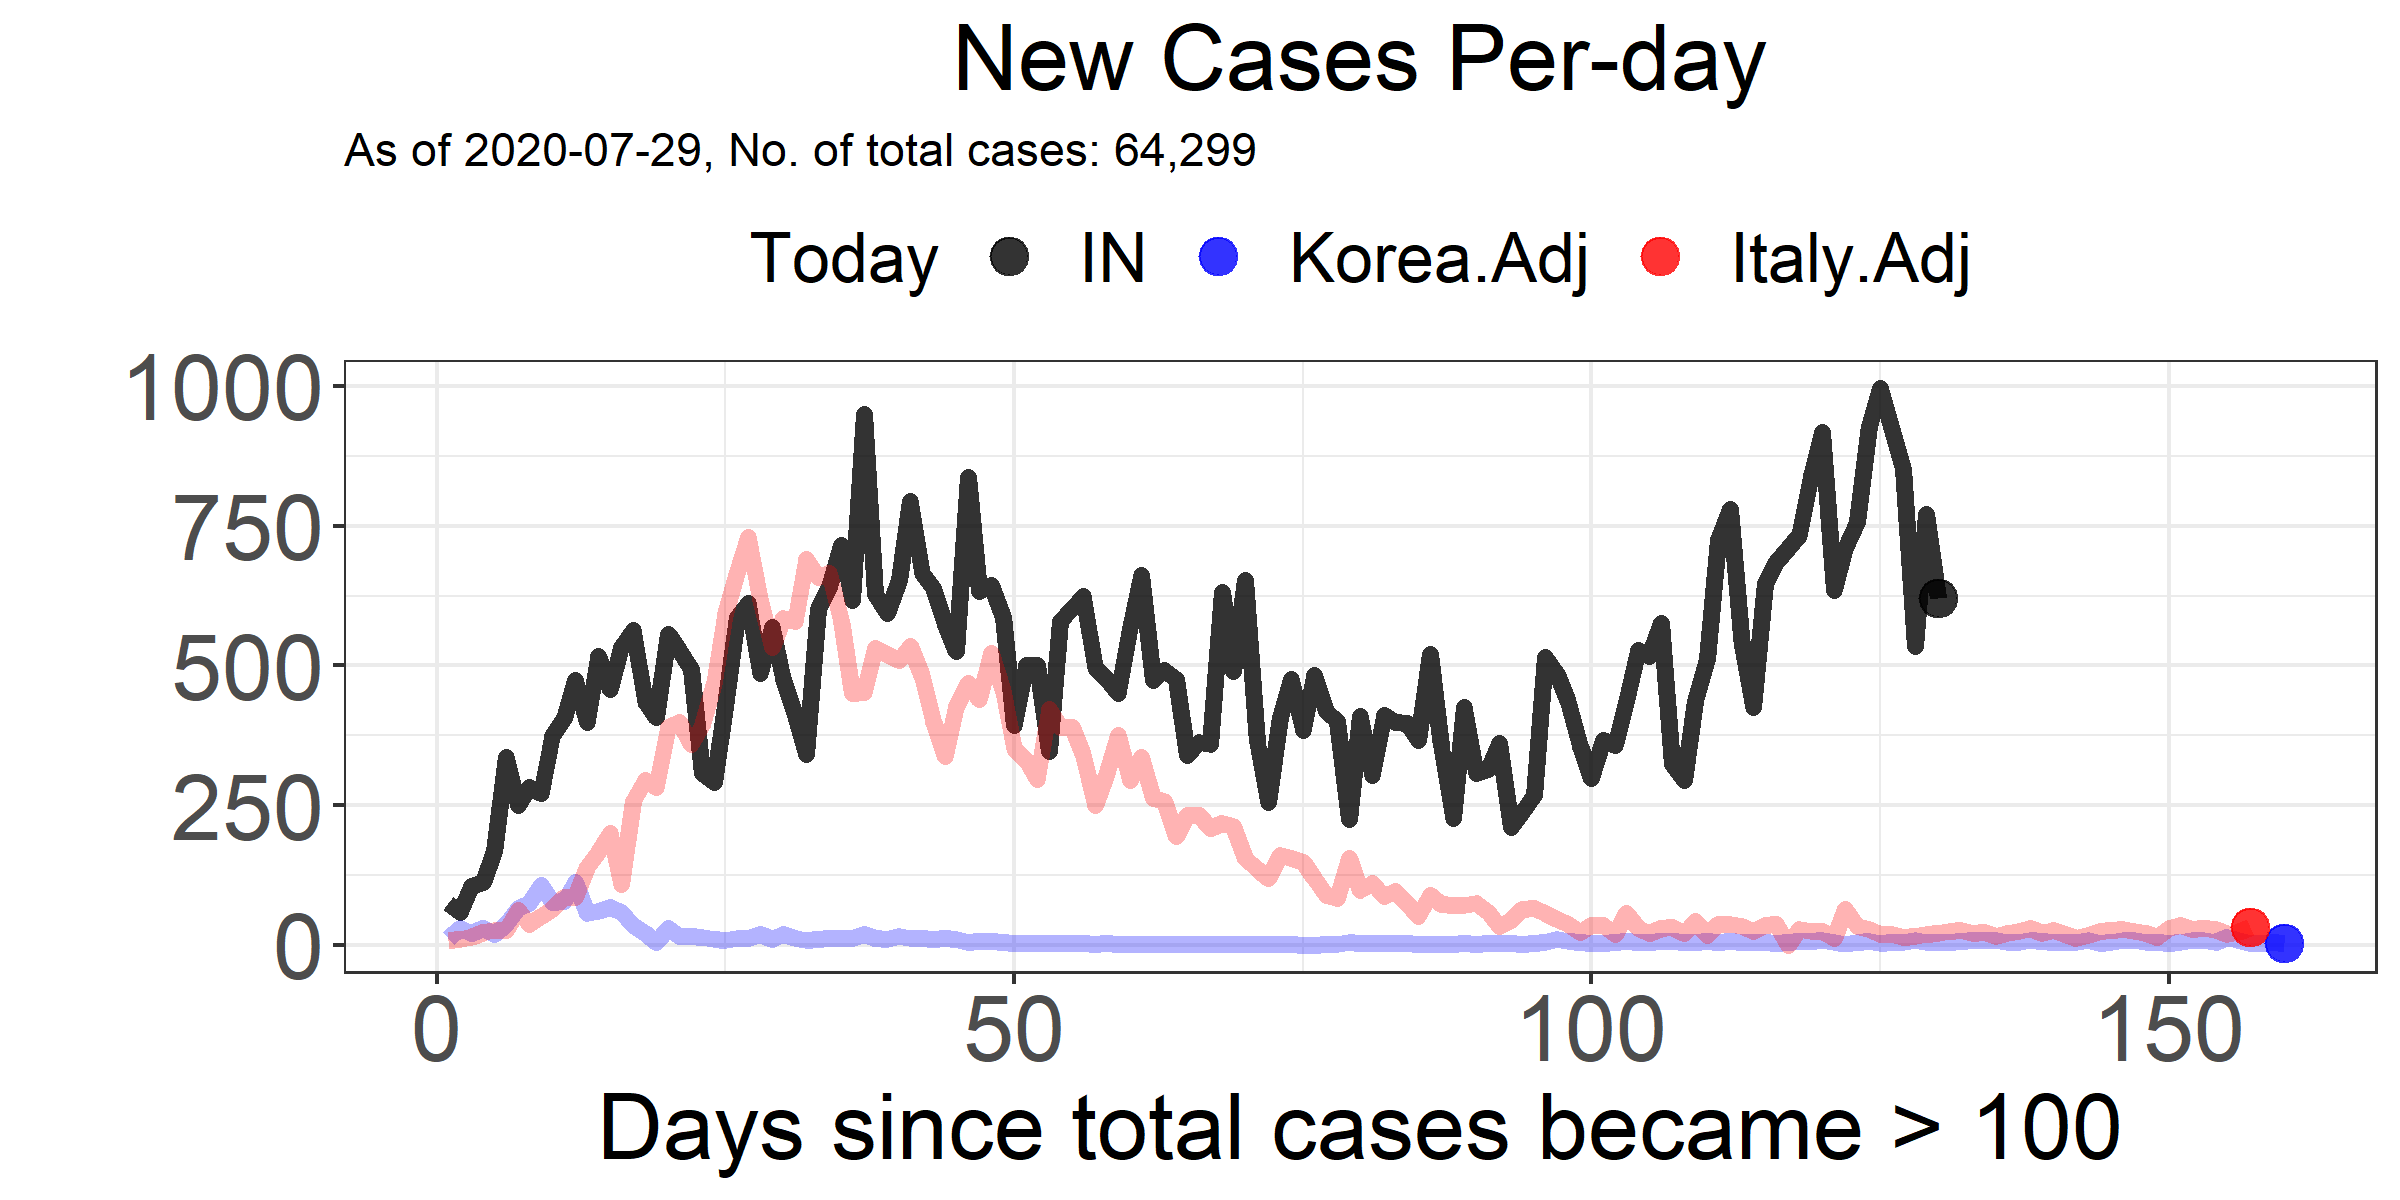 New Cases Per-day
As of 2020-07-29, No. of total cases: 64,299
Today IN Korea.Adj Italy.Adj
1000
750
500
250
0
0 50 100 150
Days since total cases became > 100